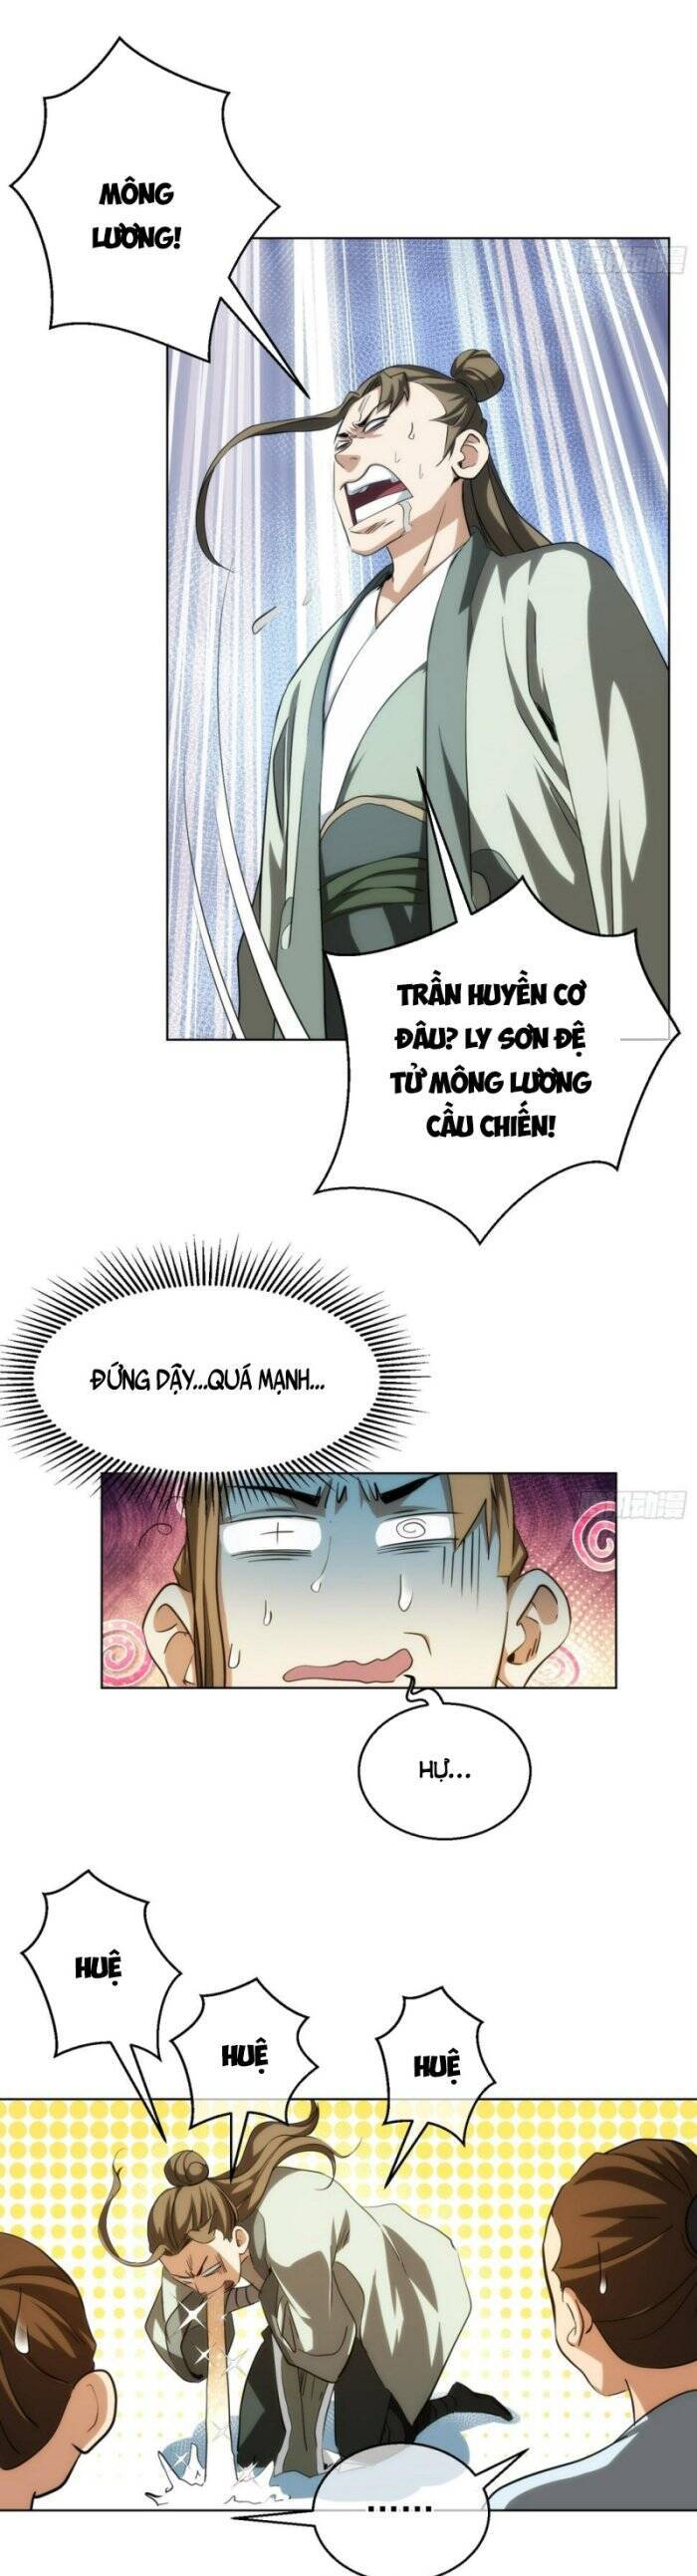 MÔNG
LƯƠNG!
TRẦN HUYỀN CƠ
ĐÂU? LY SƠN ĐỆ
TỬ MÔNG LƯƠNG
CẦU CHIẾN!
ĐỨNG DẬY...QUÁ MẠNH...
HỰ...
HUỆ
HUỆ
HUỆ
......